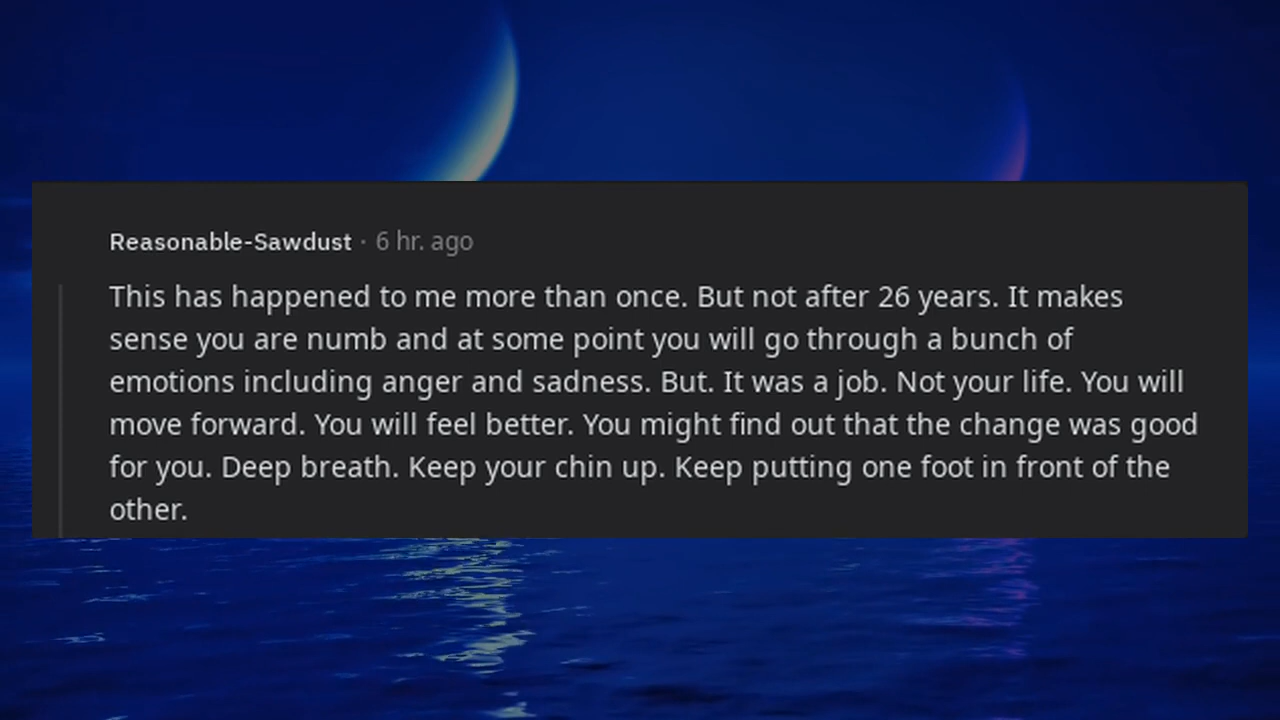 Reasonable-Sawdust · 6 hr. ago
This has happened to me more than once. But not after 26 years. It makes
sense you are numb and at some point you will go through a bunch of
emotions including anger and sadness. But. It was a job. Not your life. You will
move forward. You will feel better. You might find out that the change was good
for you. Deep breath. Keep your chin up. Keep putting one foot in front of the
other.